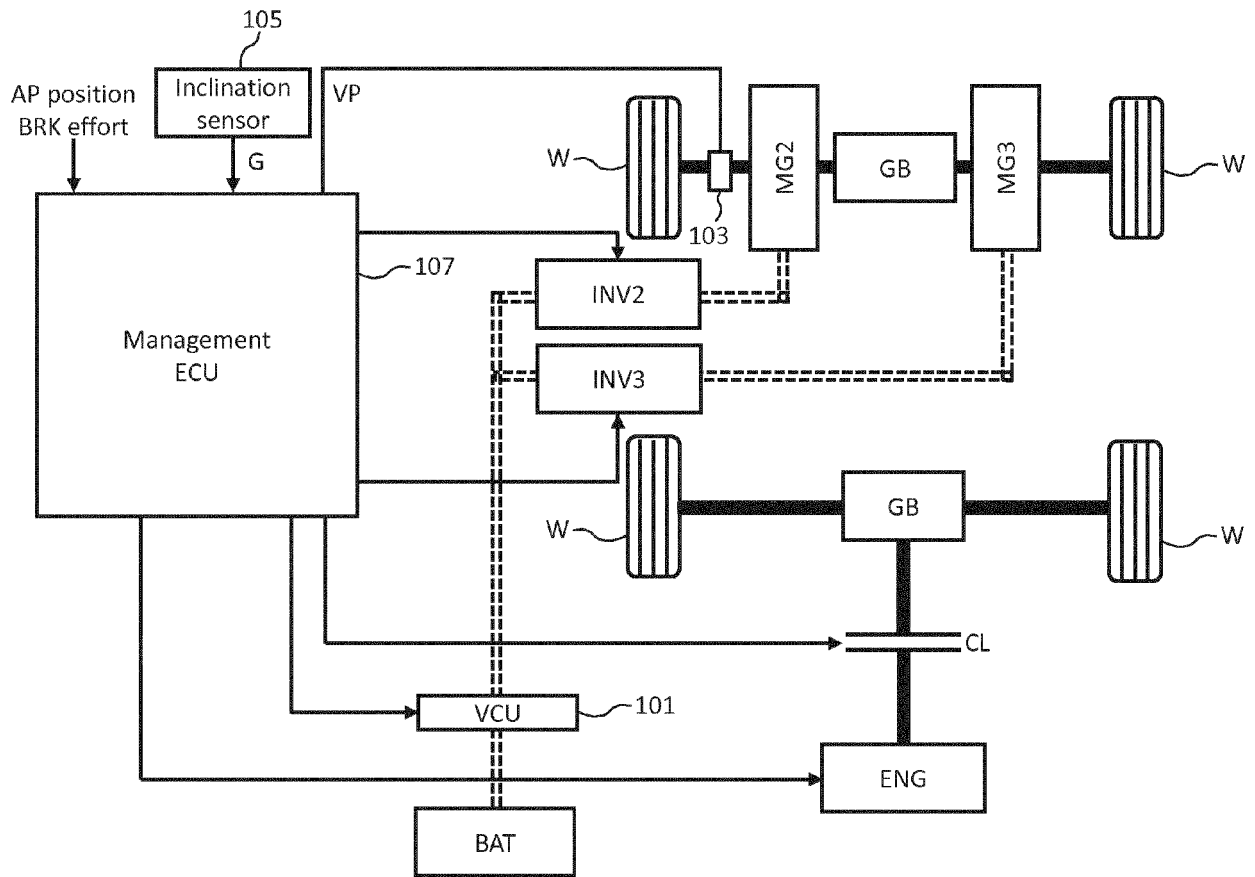 105
Inclination
sensor
AP position
BRK effort
G
VP
W
103
MG2
GB
MG3
W
107
Management
ECU
INV2
INV3
W
GB
W
CL
VCU
101
ENG
BAT